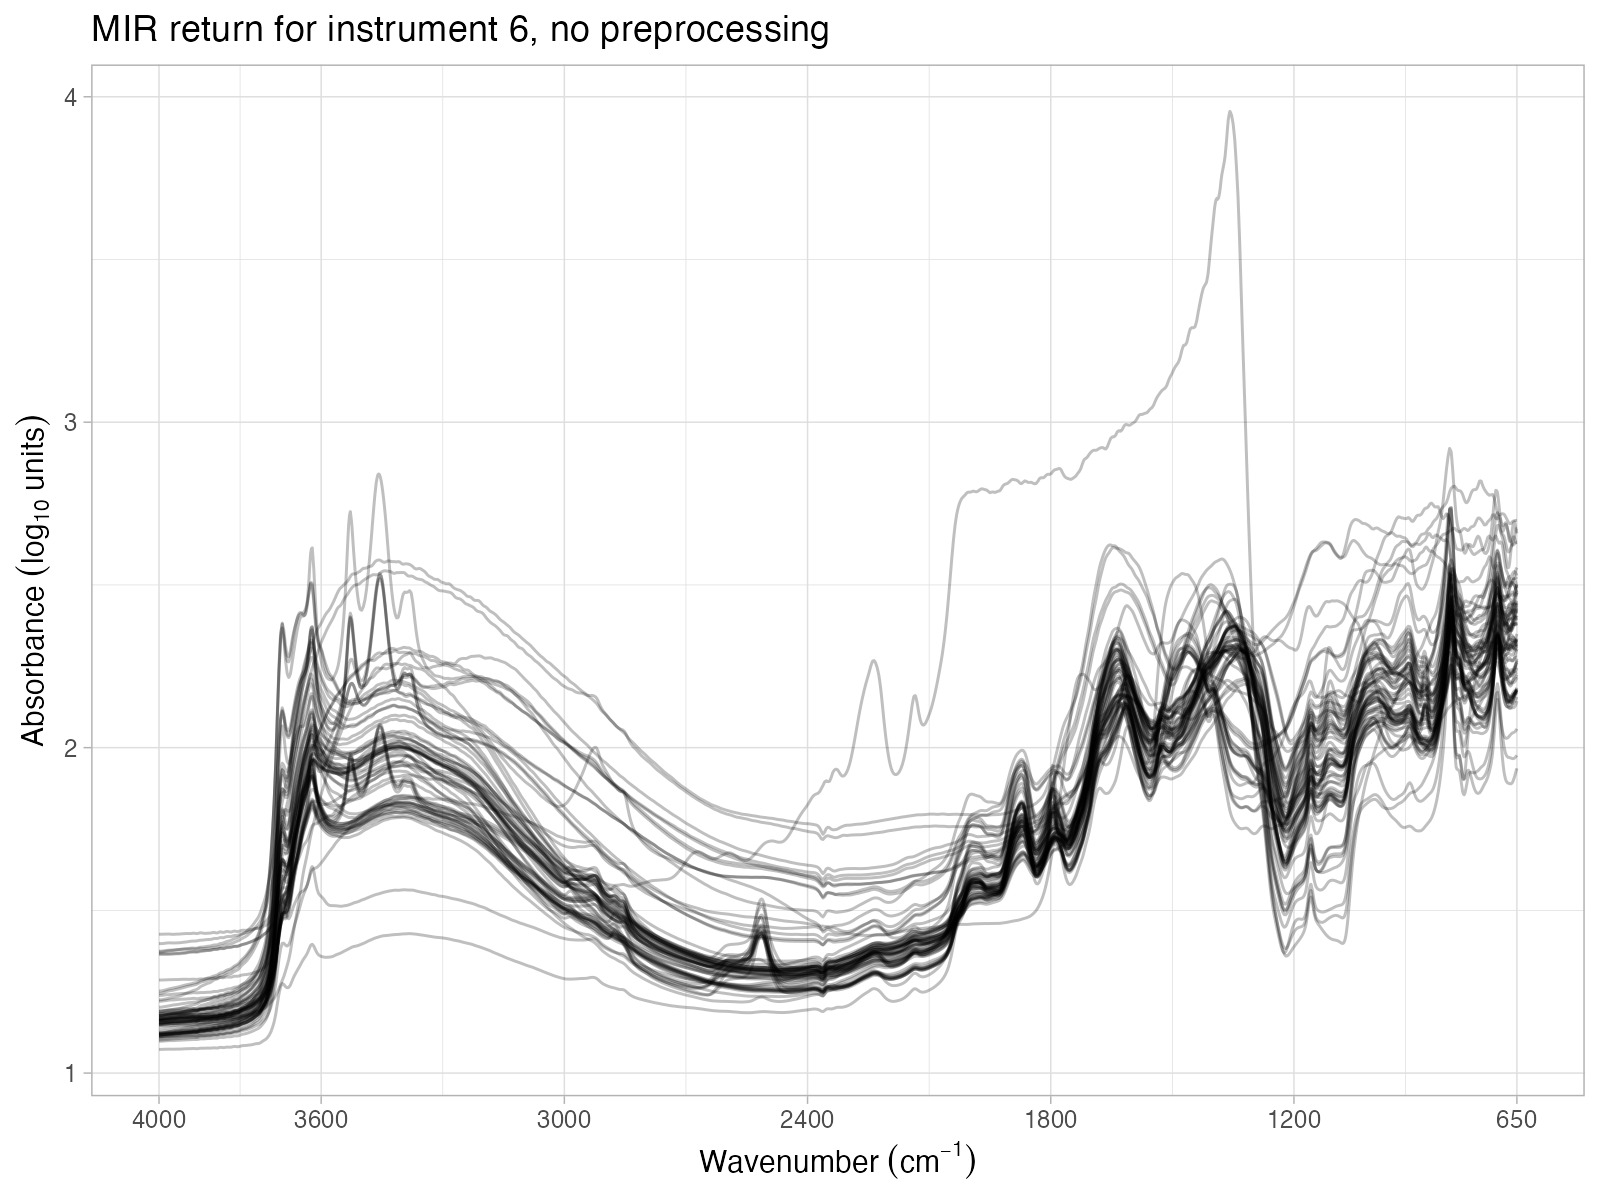 MIR return for instrument 6, no preprocessing
Absorbance (log₁₀ units)
4
3
2
1
4000 3600 3000 2400 1800 1200 650
Wavenumber (cm⁻¹)